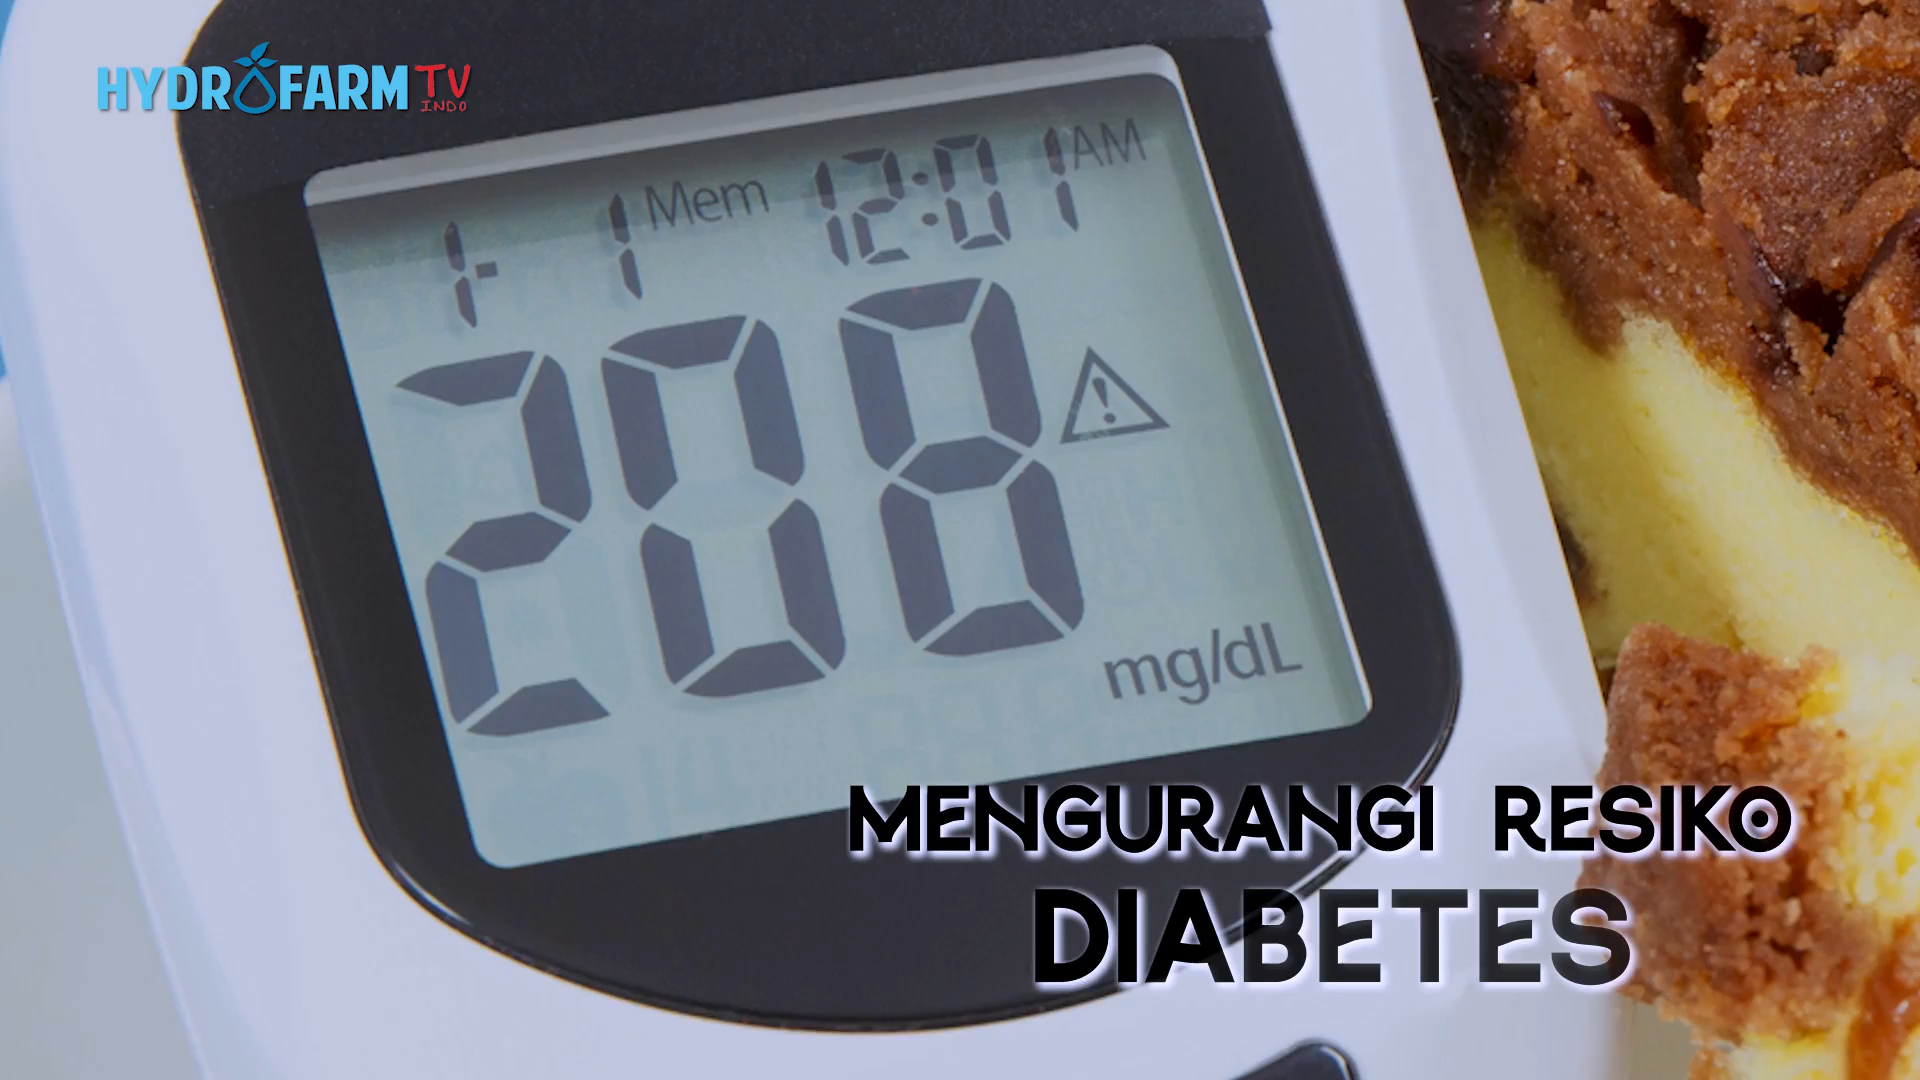 HYDROFARM TV
INDO
1-1 Mem 12:01 AM
208
mg/dL
MENGURANGI RESIKO
DIABETES